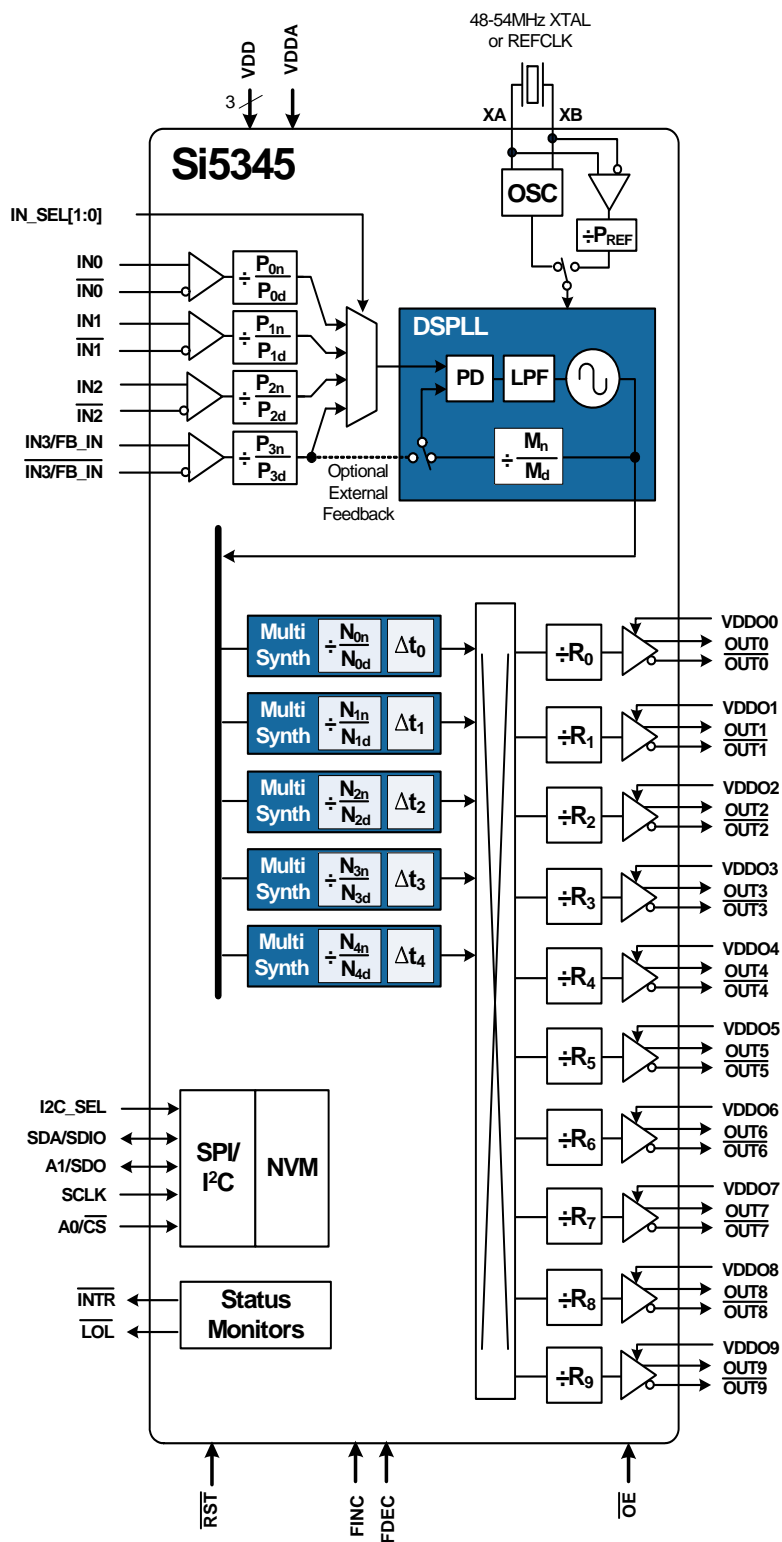 48-54MHz XTAL
or REFCLK
VDD
VDDA
3
XA
XB
Si5345
OSC
÷PREF
IN_SEL[1:0]
IN0
IN0
÷ P0n
P0d
IN1
IN1
÷ P1n
P1d
IN2
IN2
÷ P2n
P2d
IN3/FB_IN
IN3/FB_IN
÷ P3n
P3d
DSPLL
PD
LPF
÷ Mn
Md
Optional
External
Feedback
Multi
Synth
÷ N0n
N0d
Δt0
Multi
Synth
÷ N1n
N1d
Δt1
Multi
Synth
÷ N2n
N2d
Δt2
Multi
Synth
÷ N3n
N3d
Δt3
Multi
Synth
÷ N4n
N4d
Δt4
÷R0
VDDO0
OUT0
OUT0
÷R1
VDDO1
OUT1
OUT1
÷R2
VDDO2
OUT2
OUT2
÷R3
VDDO3
OUT3
OUT3
÷R4
VDDO4
OUT4
OUT4
÷R5
VDDO5
OUT5
OUT5
÷R6
VDDO6
OUT6
OUT6
÷R7
VDDO7
OUT7
OUT7
÷R8
VDDO8
OUT8
OUT8
÷R9
VDDO9
OUT9
OUT9
I2C_SEL
SDA/SDIO
A1/SDO
SCLK
A0/CS
SPI/
I²C
NVM
INTR
LOL
Status
Monitors
RST
FINC
FDEC
OE